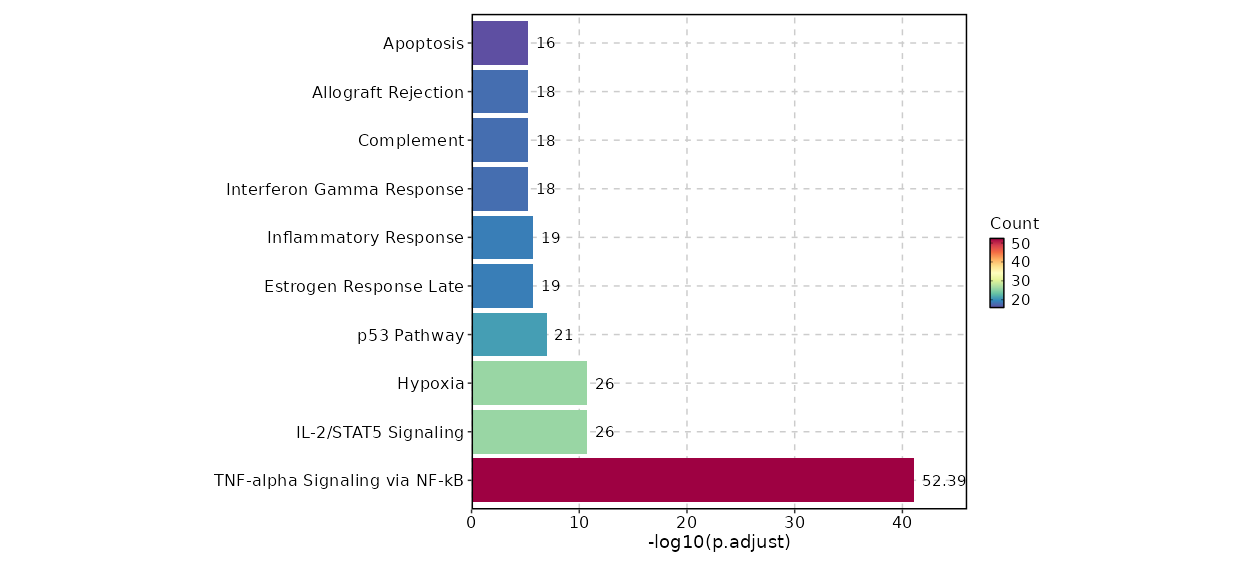 Apoptosis
16
Allograft Rejection
18
Complement
18
Interferon Gamma Response
18
Inflammatory Response
19
Estrogen Response Late
19
p53 Pathway
21
Hypoxia
26
IL-2/STAT5 Signaling
26
TNF-alpha Signaling via NF-kB
52.39
0 10 20 30 40
-log10(p.adjust)
Count
50
40
30
20